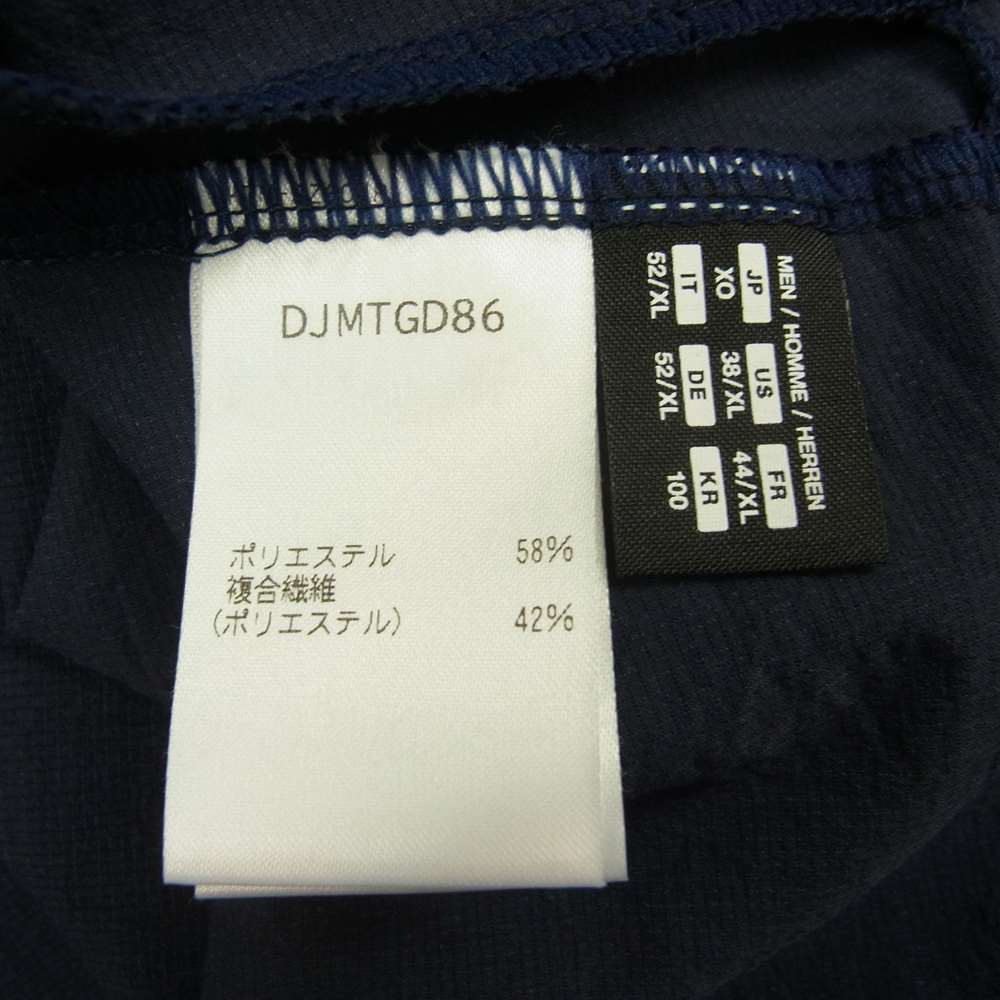 DJMTGD86
ポリエステル 58%
複合繊維
(ポリエステル) 42%
MEN / HOMME / HERREN
JP US FR
XO 38/XL 44/XL
IT DE KR
52/XL 52/XL 100